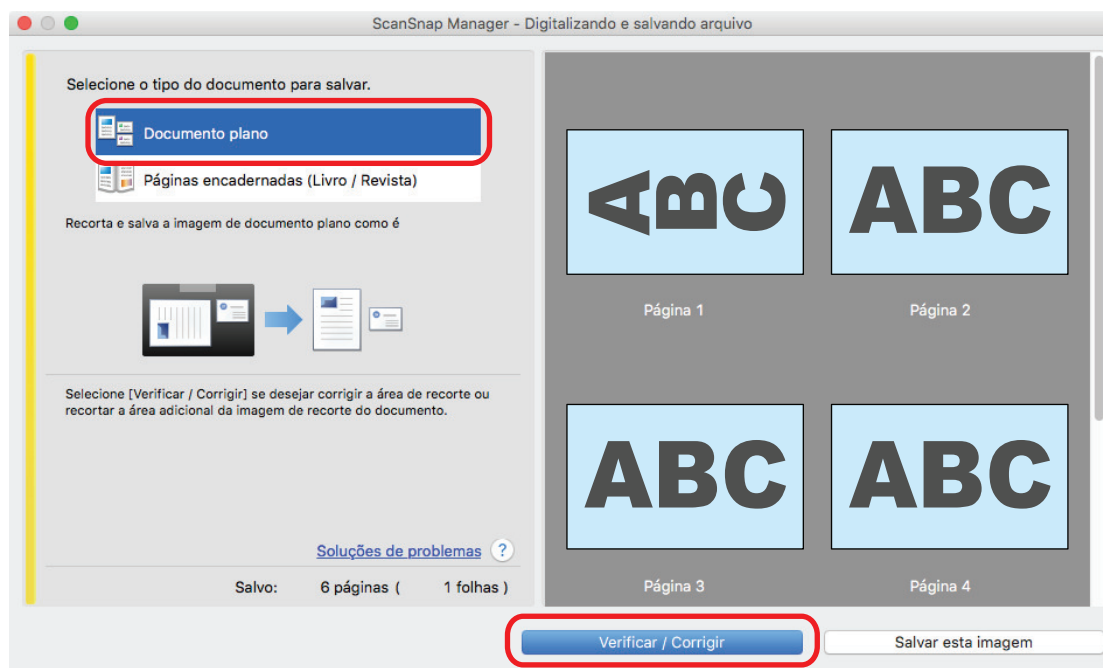 ScanSnap Manager - Digitalizando e salvando arquivo
Selecione o tipo do documento para salvar.
Documento plano
Páginas encadernadas (Livro / Revista)
Recorta e salva a imagem de documento plano como é
Selecione [Verificar / Corrigir] se desejar corrigir a área de recorte ou
recortar a área adicional da imagem de recorte do documento.
Soluções de problemas ?
Salvo: 6 páginas ( 1 folhas )
ABC
ABC
Página 1
Página 2
ABC
ABC
Página 3
Página 4
Verificar / Corrigir
Salvar esta imagem